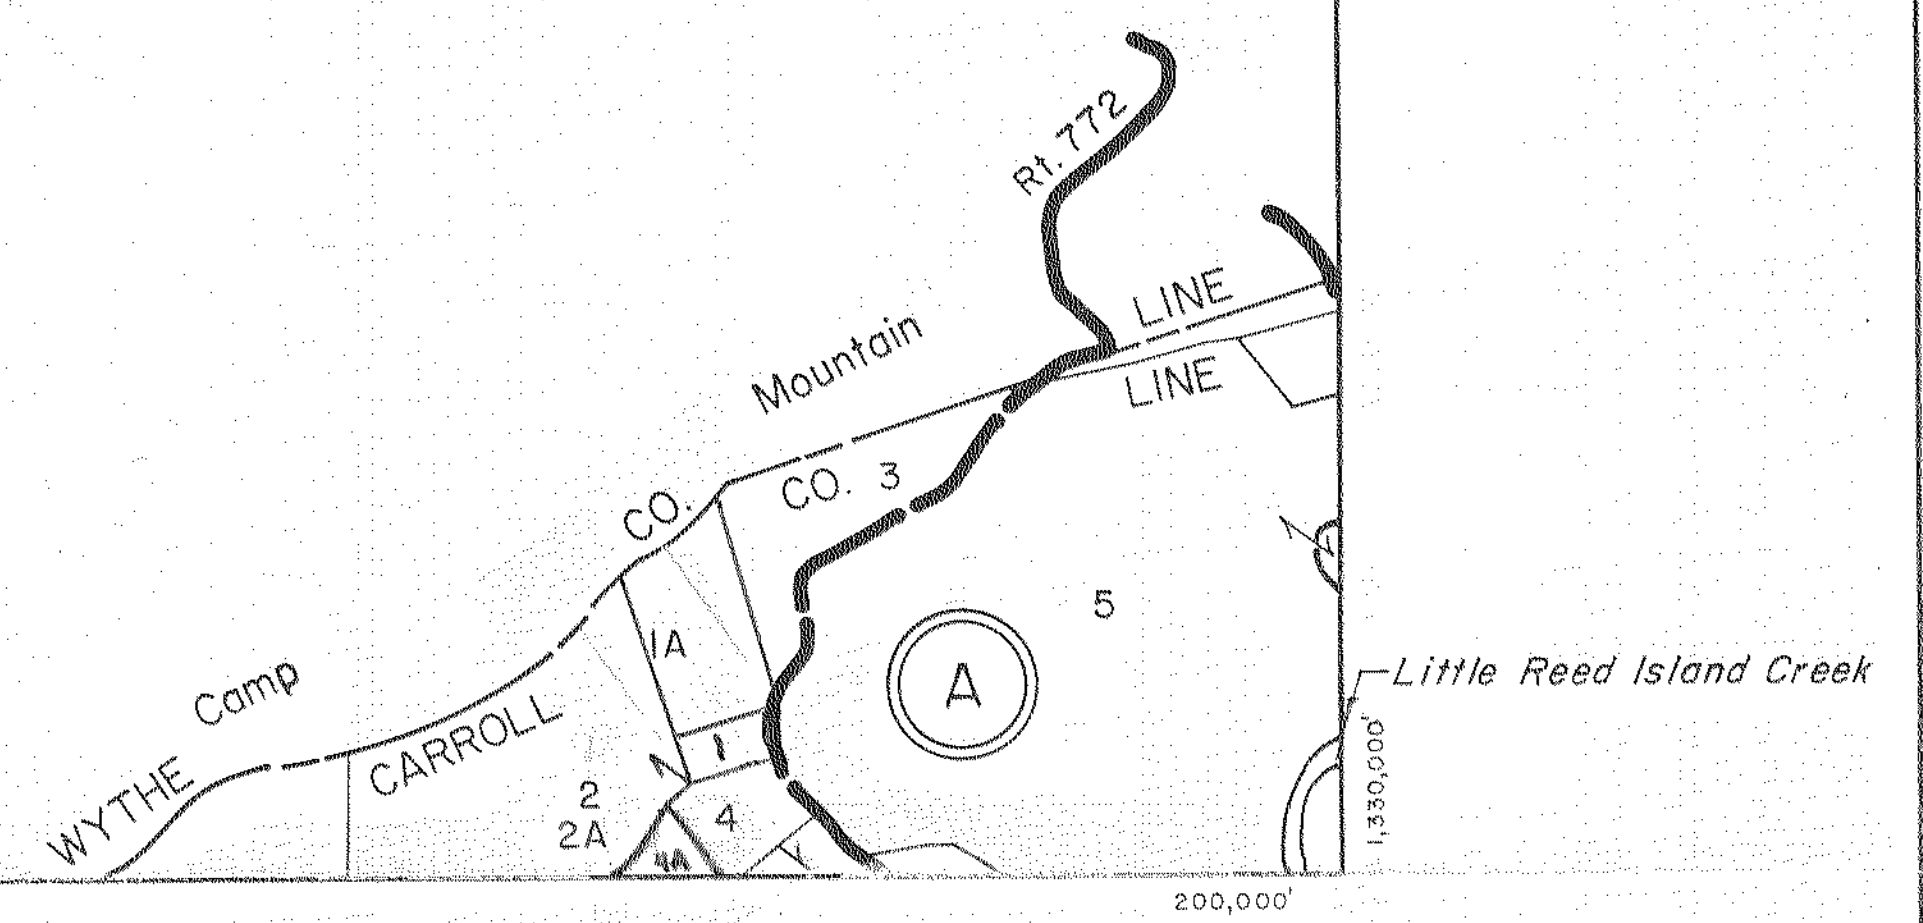 Rt. 772
LINE
Mountain
LINE
CO.
CO. 3
5
1A
A
Camp
Little Reed Island Creek
CARROLL
1
WYTHE
2
2A
4
4A
1,330,000'
200,000'